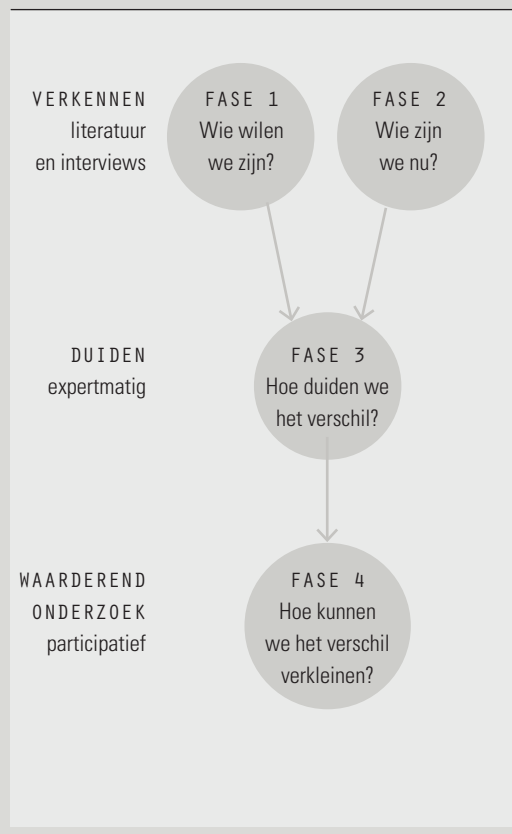 VERKENNEN
literatuur
en interviews
FASE 1
Wie wilen
we zijn?
FASE 2
Wie zijn
we nu?
DUIDEN
expertmatig
FASE 3
Hoe duiden we
het verschil?
WAARDEREND
ONDERZOEK
participatief
FASE 4
Hoe kunnen
we het verschil
verkleinen?